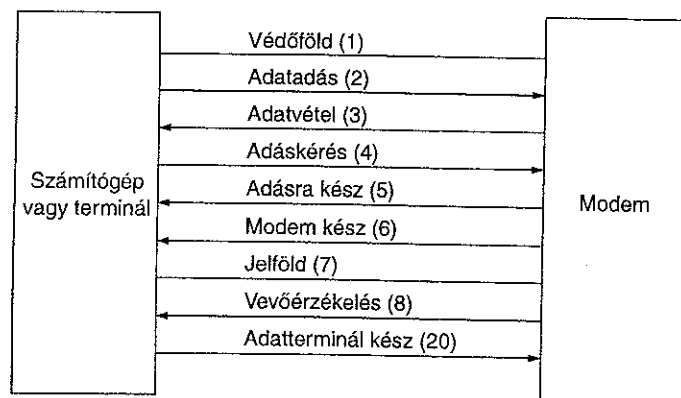 Védőföld (1)
Adatadás (2)
Adatvétel (3)
Adáskérés (4)
Adásra kész (5)
Modem kész (6)
Jelföld (7)
Vevőérzékelés (8)
Adatterminál kész (20)
Számítógép
vagy terminál
Modem